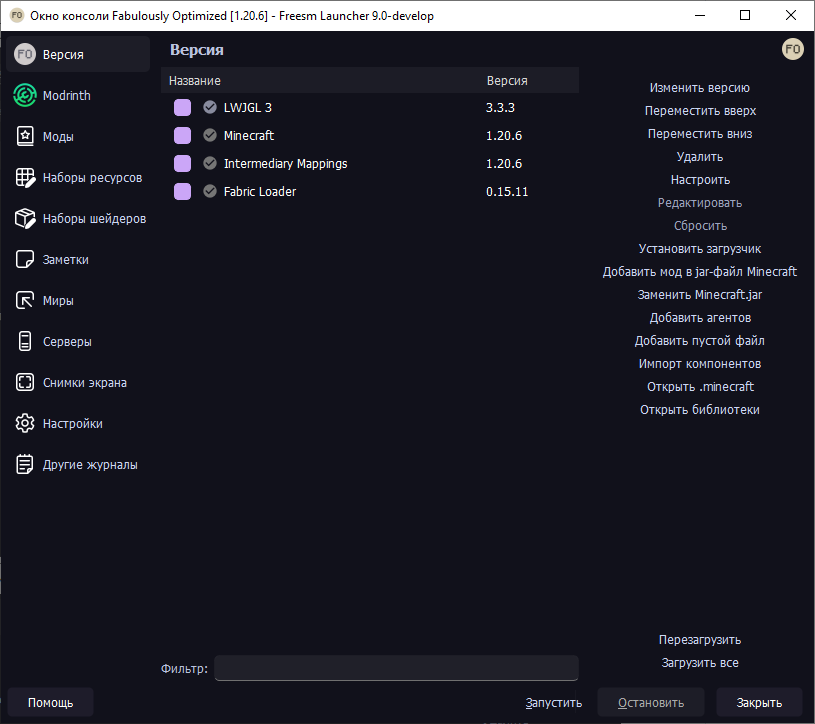 FO Окно консоли Fabulously Optimized [1.20.6] - Freesm Launcher 9.0-develop
FO Версия
Modrinth
Моды
Наборы ресурсов
Наборы шейдеров
Заметки
Миры
Серверы
Снимки экрана
Настройки
Другие журналы
Версия
FO
Название Версия
LWJGL 3 3.3.3
Minecraft 1.20.6
Intermediary Mappings 1.20.6
Fabric Loader 0.15.11
Изменить версию
Переместить вверх
Переместить вниз
Удалить
Настроить
Редактировать
Сбросить
Установить загрузчик
Добавить мод в jar-файл Minecraft
Заменить Minecraft.jar
Добавить агентов
Добавить пустой файл
Импорт компонентов
Открыть .minecraft
Открыть библиотеки
Перезагрузить
Загрузить все
Фильтр:
Помощь Запустить Остановить Закрыть